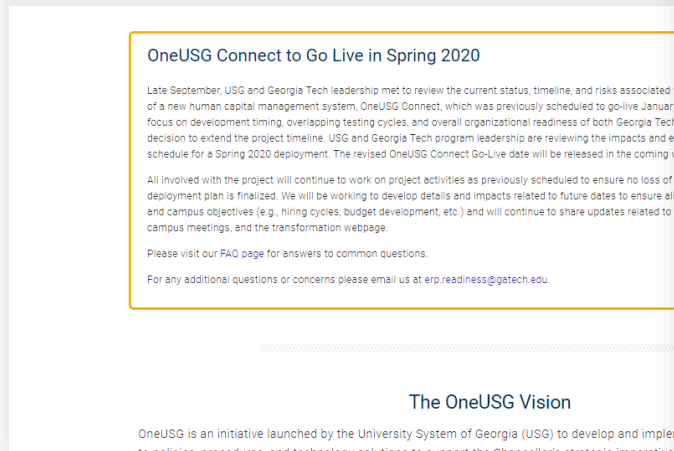 OneUSG Connect to Go Live in Spring 2020
Late September, USG and Georgia Tech leadership met to review the current status, timeline, and risks associated
of a new human capital management system, OneUSG Connect, which was previously scheduled to go-live Januar
focus on development timing, overlapping testing cycles, and overall organizational readiness of both Georgia Tech
decision to extend the project timeline. USG and Georgia Tech program leadership are reviewing the impacts and e
schedule for a Spring 2020 deployment. The revised OneUSG Connect Go-Live date will be released in the coming
All involved with the project will continue to work on project activities as previously scheduled to ensure no loss of
deployment plan is finalized. We will be working to develop details and impacts related to future dates to ensure ali
and campus objectives (e.g., hiring cycles, budget development, etc.) and will continue to share updates related to
campus meetings, and the transformation webpage.
Please visit our FAQ page for answers to common questions.
For any additional questions or concerns please email us at erp.readiness@gatech.edu.
The OneUSG Vision
OneUSG is an initiative launched by the University System of Georgia (USG) to develop and imple